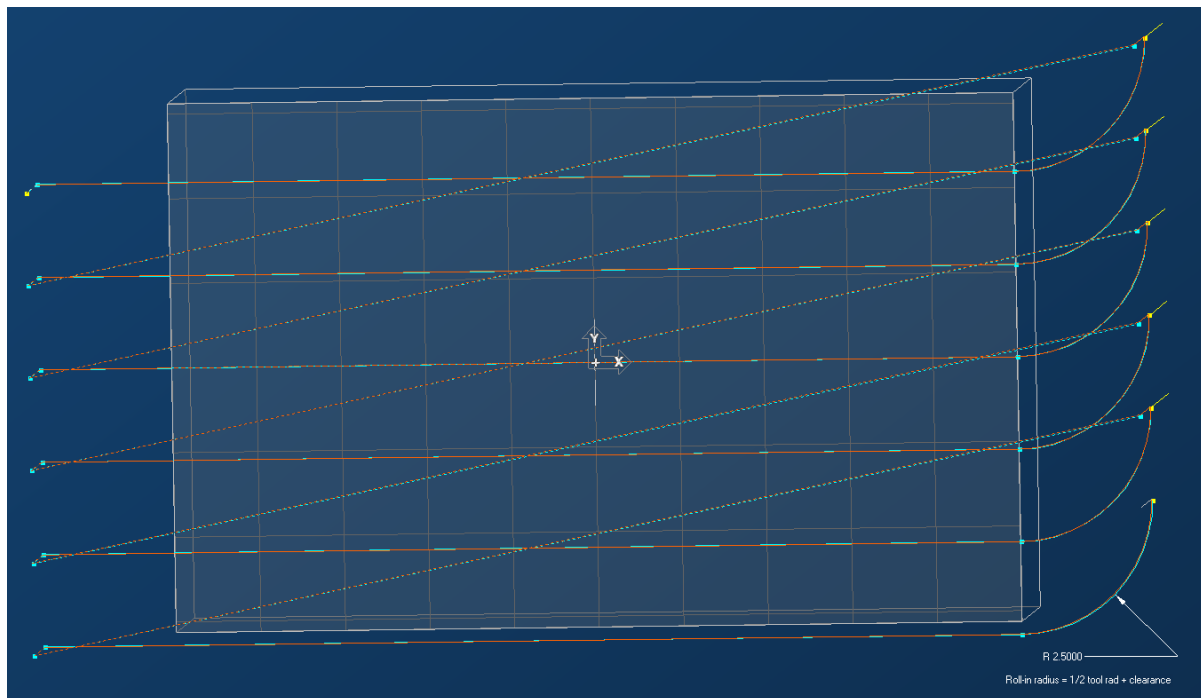 Y
X
R 2.5000
Roll-in radius = 1/2 tool rad + clearance